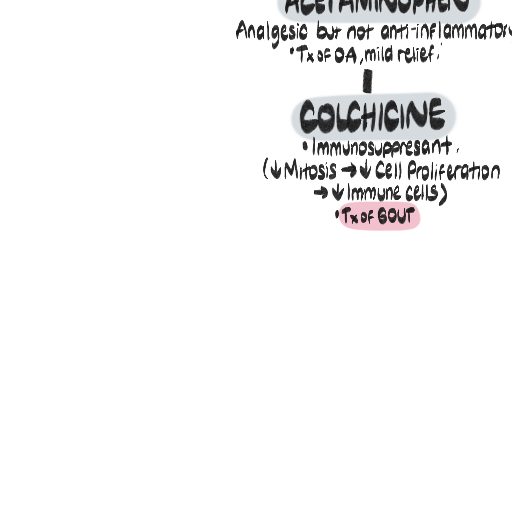 ACETAMINOPHEN
Analgesic but not anti-inflammatory
•Tx of OA, mild relief.
COLCHICINE
• Immunosuppresant.
(↓ Mitosis → ↓ Cell Proliferation
→ ↓ Immune cells)
•Tx of GOUT